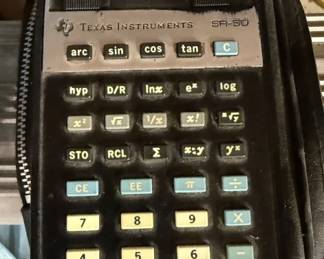 TEXAS INSTRUMENTS SR-50
arc sin cos tan C
hyp D/R lnx eˣ log
x² √x 1/x x! ˣ√y
STO RCL Σ x:y yˣ
CE EE π ÷
7 8 9 X
4 5 6 −